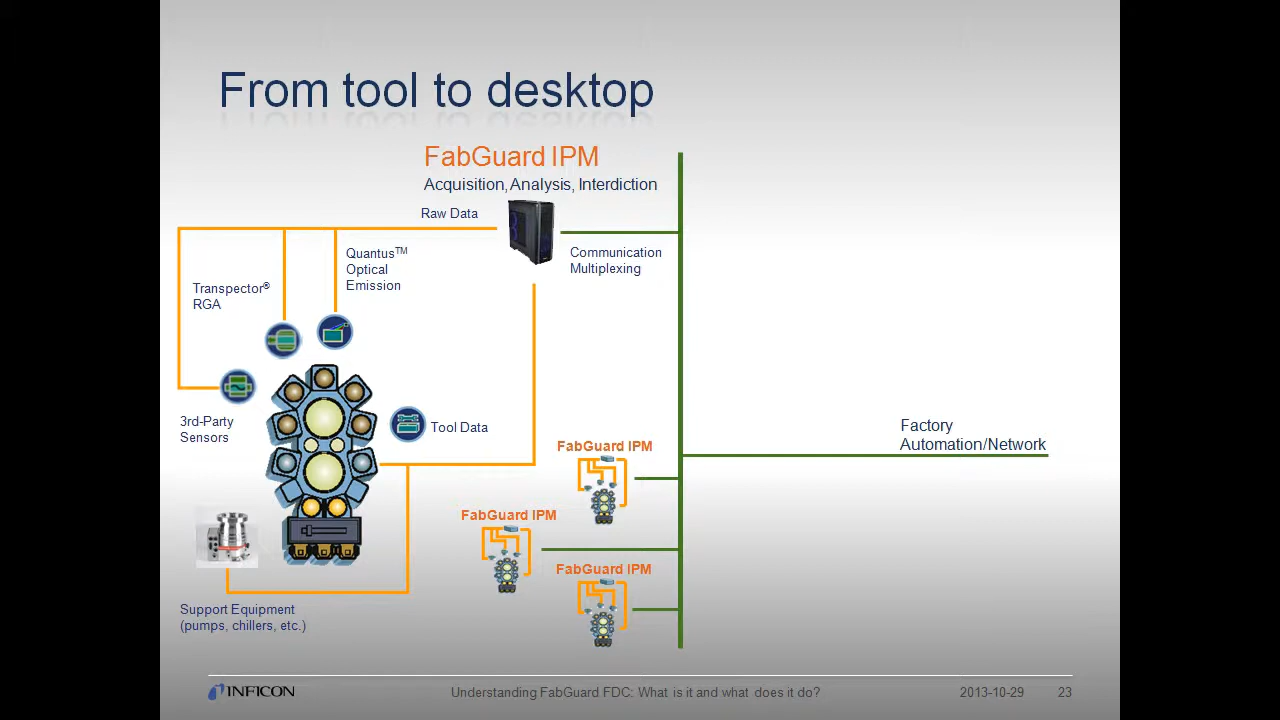 From tool to desktop
FabGuard IPM
Acquisition, Analysis, Interdiction
Raw Data
Quantus™
Optical
Emission
Communication
Multiplexing
Transpector®
RGA
3rd-Party
Sensors
Tool Data
Factory
Automation/Network
FabGuard IPM
FabGuard IPM
FabGuard IPM
Support Equipment
(pumps, chillers, etc.)
INFICON
Understanding FabGuard FDC: What is it and what does it do?
2013-10-29
23